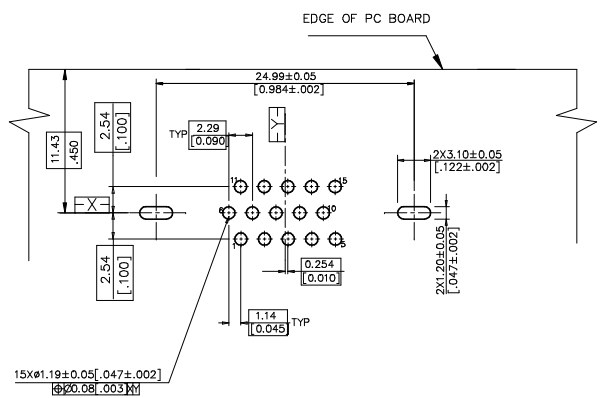 EDGE OF PC BOARD
24.99±0.05
[0.984±.002]
2.54
[.100]
11.43
.450
TYP
2.29
[0.090]
Y
2X3.10±0.05
[.122±.002]
11
15
X
6
10
1
5
2.54
[.100]
0.254
[0.010]
2X1.20±0.05
[.047±.002]
1.14
[0.045]
TYP
15Xø1.19±0.05[.047±.002]
⌖Ø0.08[.003]XY